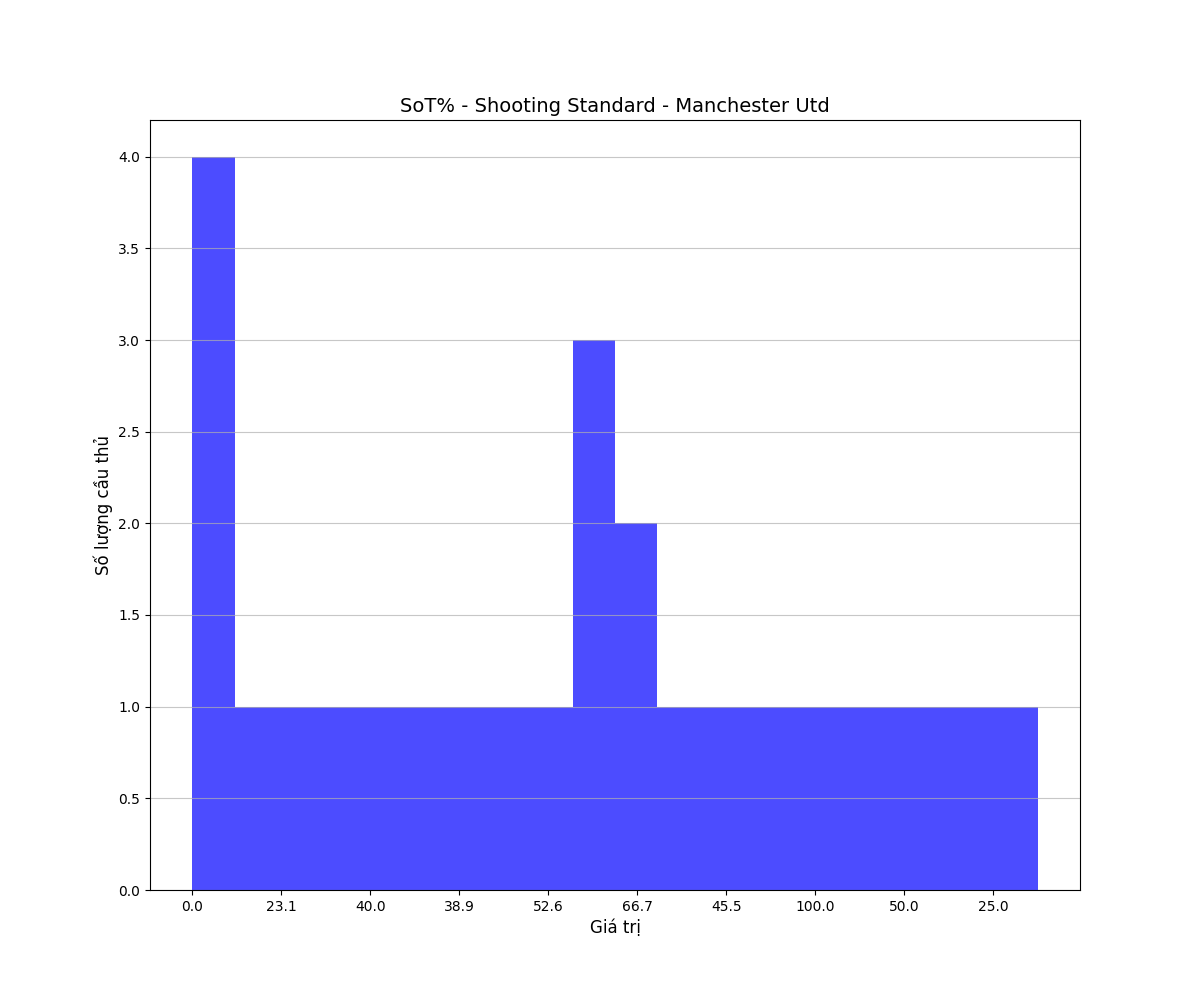 SoT% - Shooting Standard - Manchester Utd
4.0
3.5
3.0
2.5
2.0
1.5
1.0
0.5
0.0
Số lượng cầu thủ
0.0 23.1 40.0 38.9 52.6 66.7 45.5 100.0 50.0 25.0
Giá trị